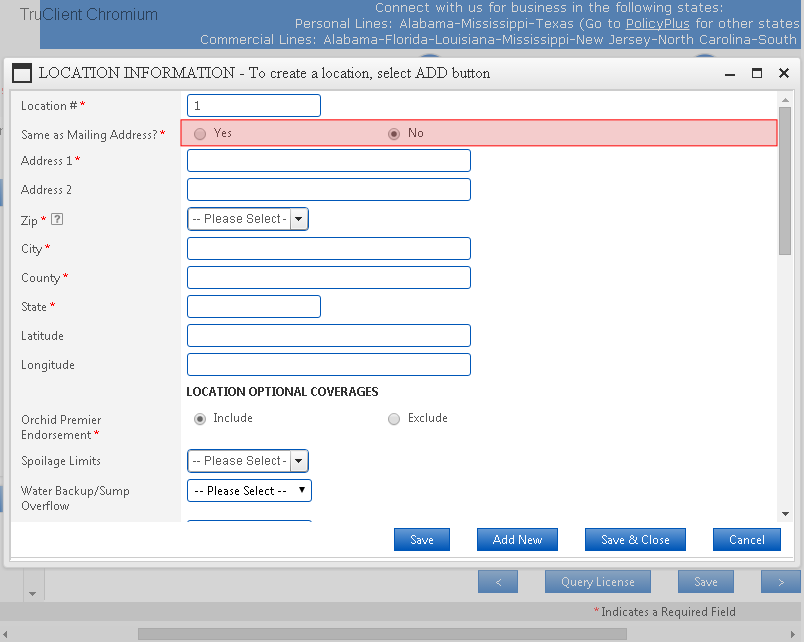 TruClient Chromium
Connect with us for business in the following states:
Personal Lines: Alabama-Mississippi-Texas (Go to PolicyPlus for other states
Commercial Lines: Alabama-Florida-Louisiana-Mississippi-New Jersey-North Carolina-South
LOCATION INFORMATION - To create a location, select ADD button
Location # * 1
Same as Mailing Address? * Yes No
Address 1 *
Address 2
Zip * ? -- Please Select -
City *
County *
State *
Latitude
Longitude
LOCATION OPTIONAL COVERAGES
Orchid Premier
Endorsement * Include Exclude
Spoilage Limits -- Please Select -
Water Backup/Sump
Overflow -- Please Select --
Save Add New Save & Close Cancel
< Query License Save >
* Indicates a Required Field